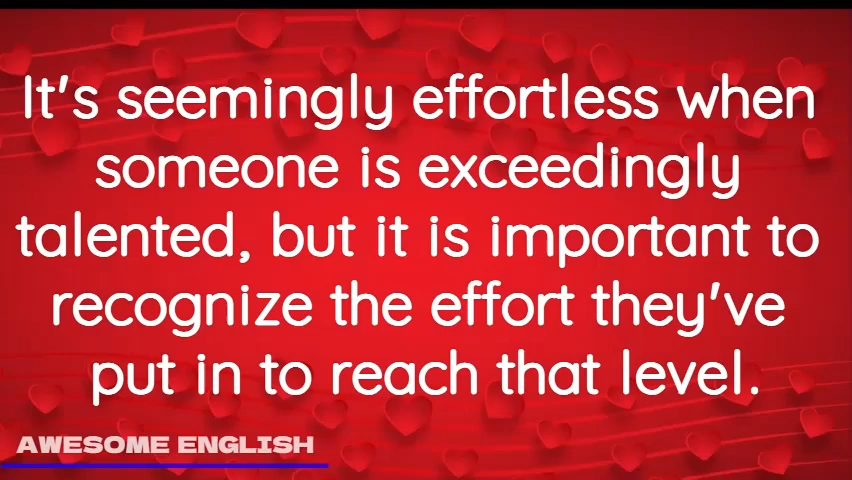 It's seemingly effortless when
someone is exceedingly
talented, but it is important to
recognize the effort they've
put in to reach that level.
AWESOME ENGLISH